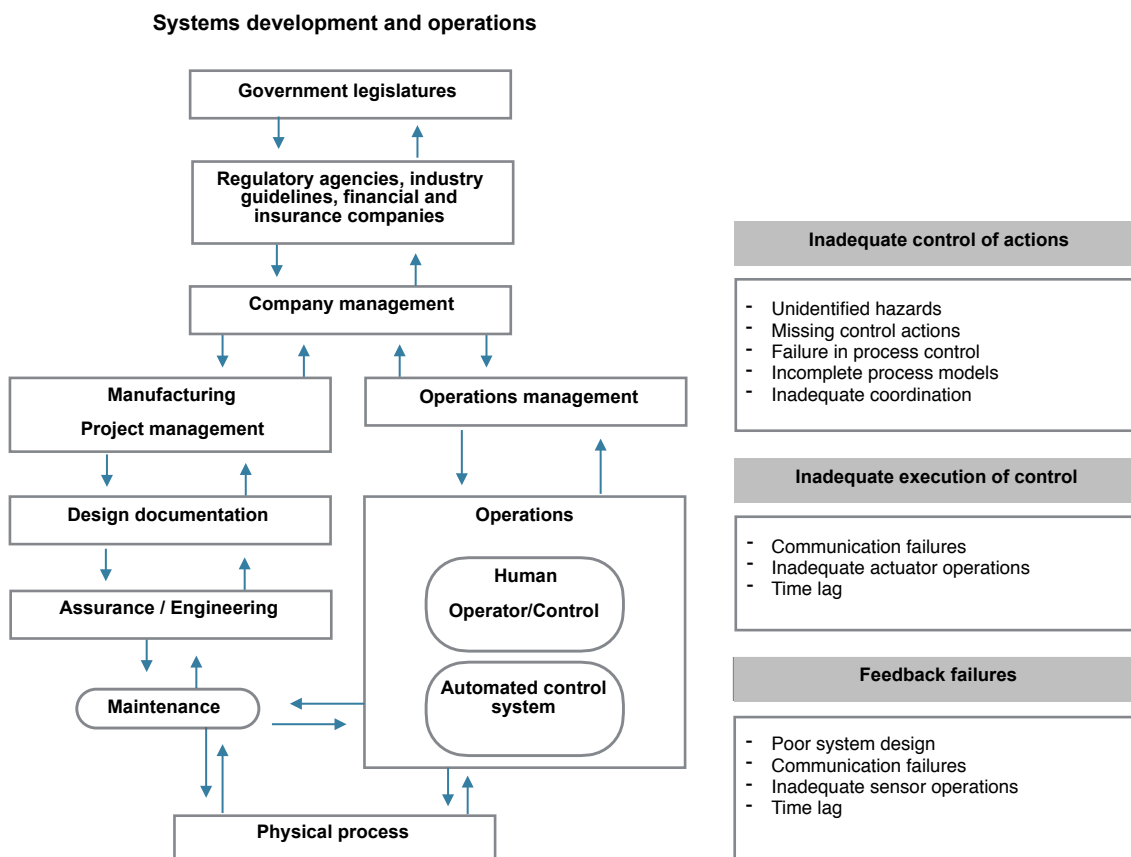 Systems development and operations
Government legislatures
Regulatory agencies, industry
guidelines, financial and
insurance companies
Company management
Manufacturing
Project management
Operations management
Design documentation
Operations
Human
Operator/Control
Assurance / Engineering
Automated control
system
Maintenance
Physical process
Inadequate control of actions
- Unidentified hazards
- Missing control actions
- Failure in process control
- Incomplete process models
- Inadequate coordination
Inadequate execution of control
- Communication failures
- Inadequate actuator operations
- Time lag
Feedback failures
- Poor system design
- Communication failures
- Inadequate sensor operations
- Time lag